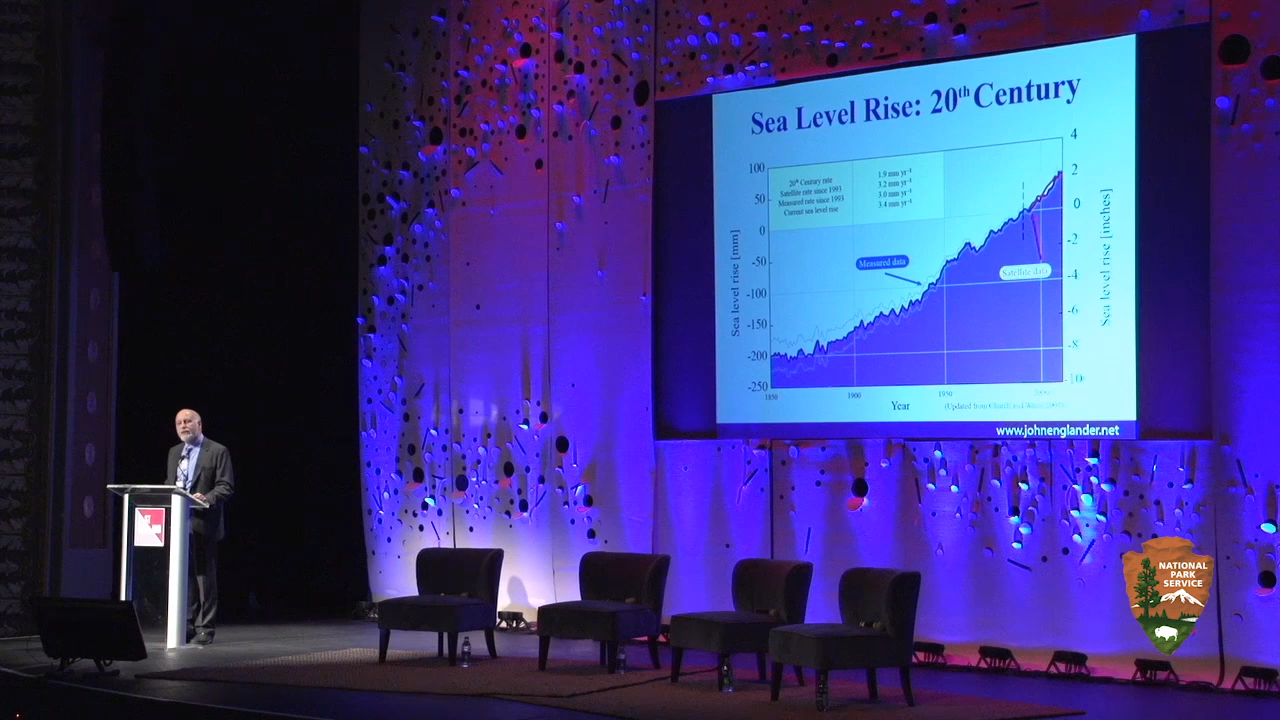 Sea Level Rise: 20th Century
20th Century rate 1.9 mm yr-1
Satellite rate since 1993 3.2 mm yr-1
Measured rate since 1993 3.0 mm yr-1
Current sea level rise 3.4 mm yr-1
100
50
0
-50
-100
-150
-200
-250
Sea level rise [mm]
Measured data
Satellite data
4
2
0
-2
-4
-6
-8
-10
Sea level rise [inches]
1850
1900
1950
2000
Year
(Updated from Church
www.johnenglander.net
NATIONAL
PARK
SERVICE